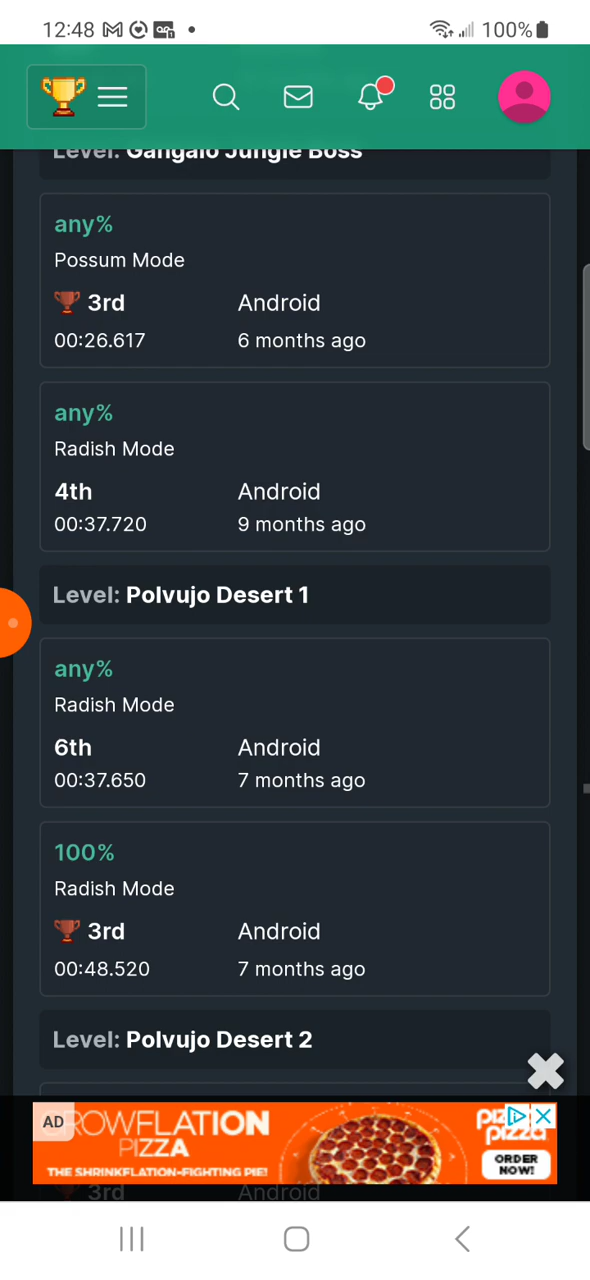 12:48
100%
Level: Gangalo Jungle Boss
any%
Possum Mode
3rd Android
00:26.617 6 months ago
any%
Radish Mode
4th Android
00:37.720 9 months ago
Level: Polvujo Desert 1
any%
Radish Mode
6th Android
00:37.650 7 months ago
100%
Radish Mode
3rd Android
00:48.520 7 months ago
Level: Polvujo Desert 2
AD
GROWFLATION
PIZZA
THE SHRINKFLATION-FIGHTING PIE!
pizza
ORDER
NOW!
3rd Android